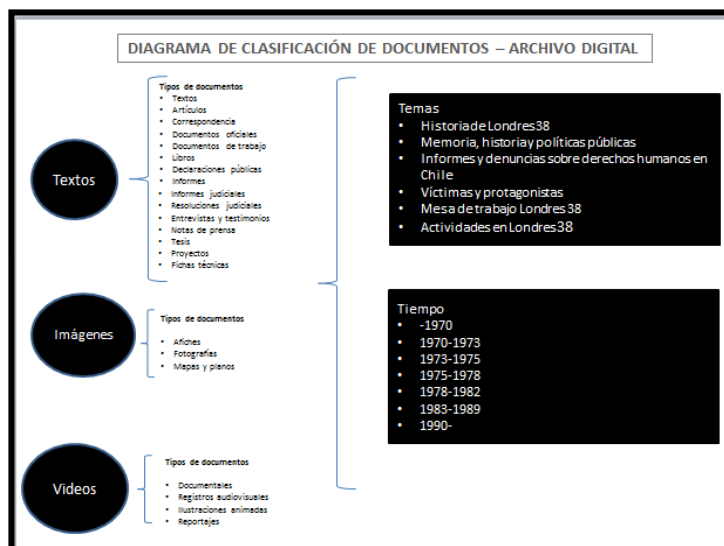 DIAGRAMA DE CLASIFICACIÓN DE DOCUMENTOS – ARCHIVO DIGITAL
Textos
Tipos de documentos
• Textos
• Artículos
• Correspondencia
• Documentos oficiales
• Documentos de trabajo
• Libros
• Declaraciones públicas
• Informes
• Informes judiciales
• Resoluciones judiciales
• Entrevistas y testimonios
• Notas de prensa
• Tesis
• Proyectos
• Fichas técnicas
Imágenes
Tipos de documentos
• Afiches
• Fotografías
• Mapas y planos
Videos
Tipos de documentos
• Documentales
• Registros audiovisuales
• Ilustraciones animadas
• Reportajes
Temas
• Historia de Londres38
• Memoria, historia y políticas públicas
• Informes y denuncias sobre derechos humanos en
Chile
• Víctimas y protagonistas
• Mesa de trabajo Londres 38
• Actividades en Londres38
Tiempo
• -1970
• 1970-1973
• 1973-1975
• 1975-1978
• 1978-1982
• 1983-1989
• 1990-